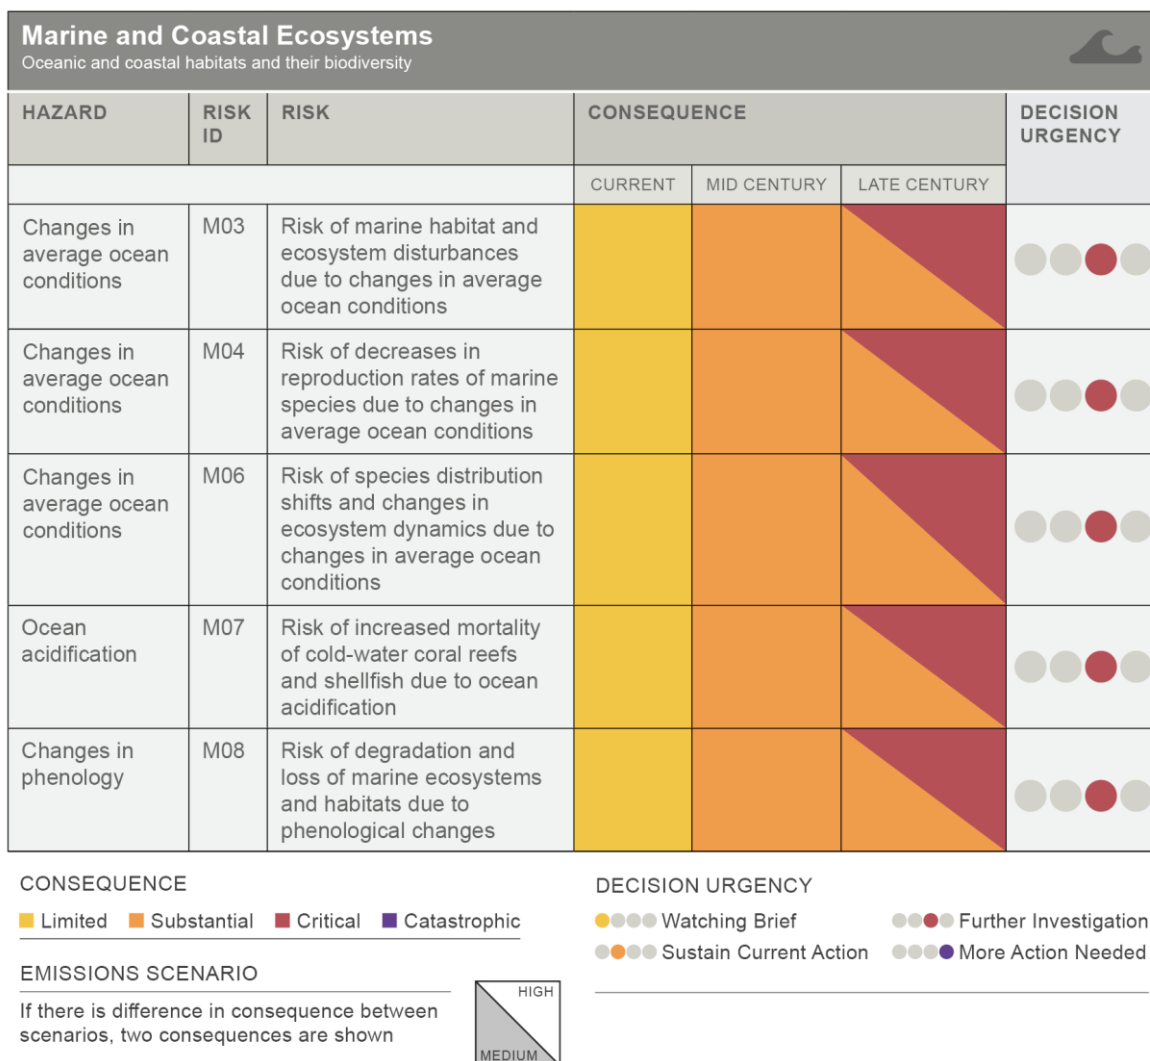 Marine and Coastal Ecosystems
Oceanic and coastal habitats and their biodiversity
HAZARD
RISK
ID
RISK
CONSEQUENCE
DECISION
URGENCY
CURRENT
MID CENTURY
LATE CENTURY
Changes in
average ocean
conditions
M03
Risk of marine habitat and
ecosystem disturbances
due to changes in average
ocean conditions
Changes in
average ocean
conditions
M04
Risk of decreases in
reproduction rates of marine
species due to changes in
average ocean conditions
Changes in
average ocean
conditions
M06
Risk of species distribution
shifts and changes in
ecosystem dynamics due to
changes in average ocean
conditions
Ocean
acidification
M07
Risk of increased mortality
of cold-water coral reefs
and shellfish due to ocean
acidification
Changes in
phenology
M08
Risk of degradation and
loss of marine ecosystems
and habitats due to
phenological changes
CONSEQUENCE
Limited
Substantial
Critical
Catastrophic
EMISSIONS SCENARIO
If there is difference in consequence between
scenarios, two consequences are shown
HIGH
MEDIUM
DECISION URGENCY
Watching Brief
Further Investigation
Sustain Current Action
More Action Needed